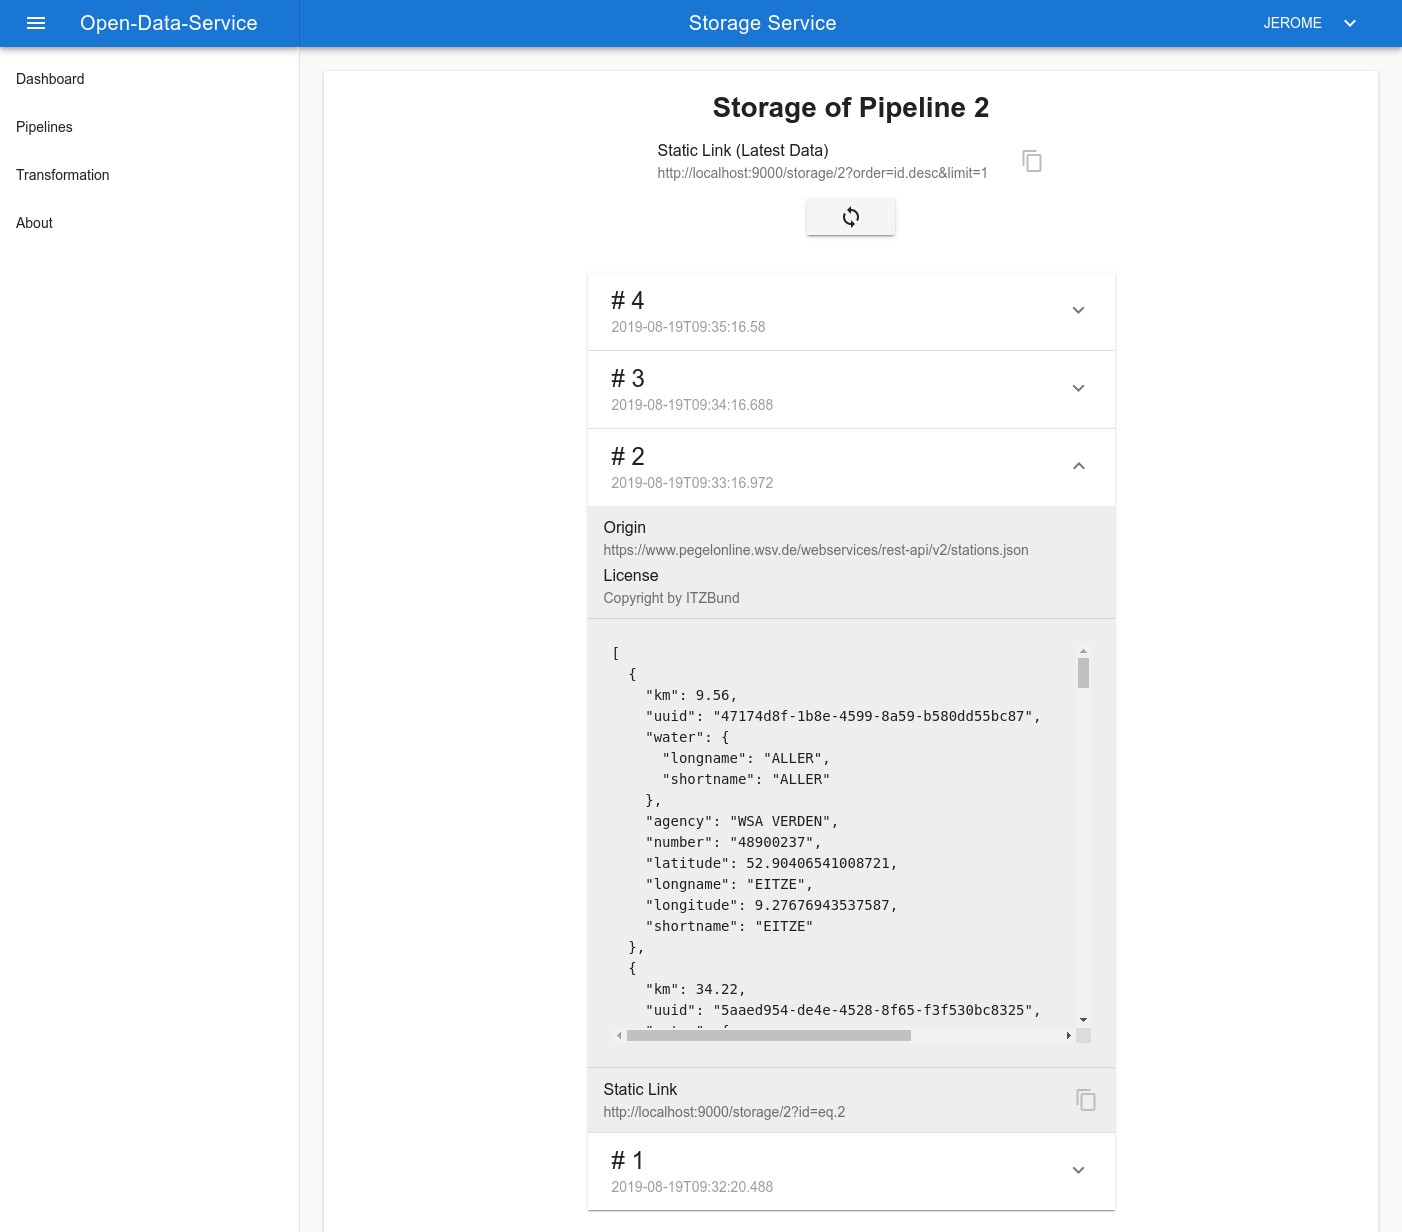 Open-Data-Service
Storage Service
JEROME
Dashboard
Pipelines
Transformation
About
Storage of Pipeline 2
Static Link (Latest Data)
http://localhost:9000/storage/2?order=id.desc&limit=1
# 4
2019-08-19T09:35:16.58
# 3
2019-08-19T09:34:16.688
# 2
2019-08-19T09:33:16.972
Origin
https://www.pegelonline.wsv.de/webservices/rest-api/v2/stations.json
License
Copyright by ITZBund
[
  {
    "km": 9.56,
    "uuid": "47174d8f-1b8e-4599-8a59-b580dd55bc87",
    "water": {
      "longname": "ALLER",
      "shortname": "ALLER"
    },
    "agency": "WSA VERDEN",
    "number": "48900237",
    "latitude": 52.90406541008721,
    "longname": "EITZE",
    "longitude": 9.27676943537587,
    "shortname": "EITZE"
  },
  {
    "km": 34.22,
    "uuid": "5aaed954-de4e-4528-8f65-f3f530bc8325",
Static Link
http://localhost:9000/storage/2?id=eq.2
# 1
2019-08-19T09:32:20.488